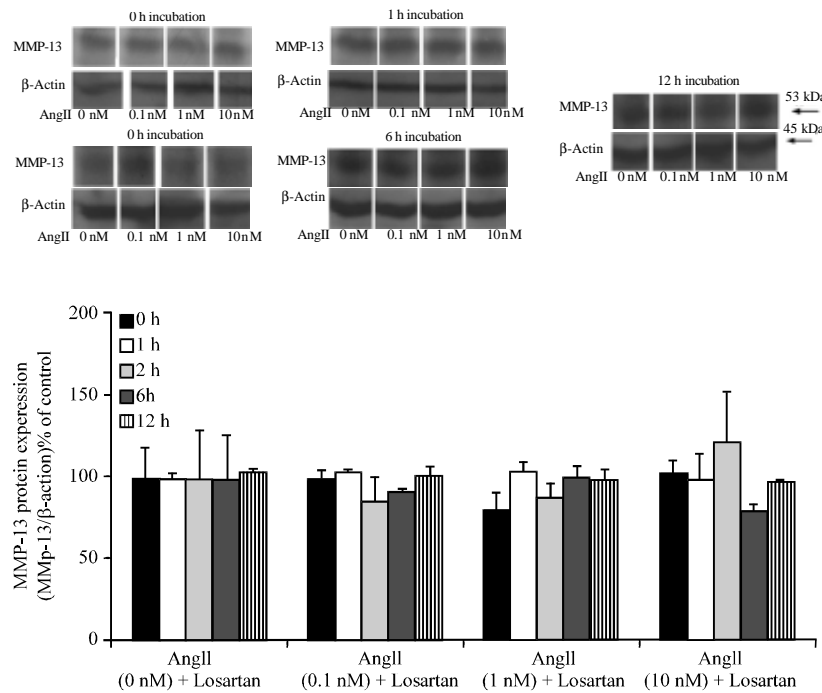 0 h incubation
MMP-13
β-Actin
AngII 0 nM 0.1 nM 1 nM 10 nM
1 h incubation
MMP-13
β-Actin
AngII 0 nM 0.1 nM 1 nM 10 nM
0 h incubation
MMP-13
β-Actin
AngII 0 nM 0.1 nM 1 nM 10 nM
6 h incubation
MMP-13
β-Actin
AngII 0 nM 0.1 nM 1 nM 10 nM
12 h incubation
MMP-13
53 kDa
45 kDa
β-Actin
AngII 0 nM 0.1 nM 1 nM 10 nM
MMP-13 protein experession
(MMp-13/β-action)% of control
200
150
100
50
0
0 h
1 h
2 h
6h
12 h
AngII
(0 nM) + Losartan
AngII
(0.1 nM) + Losartan
AngII
(1 nM) + Losartan
AngII
(10 nM) + Losartan